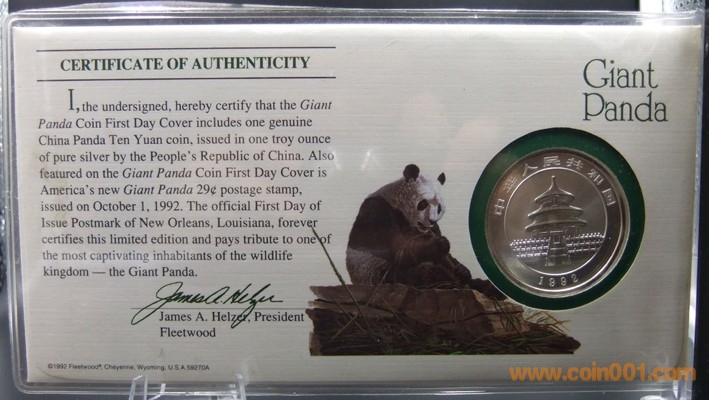 CERTIFICATE OF AUTHENTICITY
I, the undersigned, hereby certify that the Giant
Panda Coin First Day Cover includes one genuine
China Panda Ten Yuan coin, issued in one troy ounce
of pure silver by the People's Republic of China. Also
featured on the Giant Panda Coin First Day Cover is
America's new Giant Panda 29¢ postage stamp,
issued on October 1, 1992. The official First Day of
Issue Postmark of New Orleans, Louisiana, forever
certifies this limited edition and pays tribute to one of
the most captivating inhabitants of the wildlife
kingdom — the Giant Panda.
James A. Helzer
James A. Helzer, President
Fleetwood
©1992 Fleetwood®, Cheyenne, Wyoming, U.S.A 59270A
Giant
Panda
中华人民共和国
1992
www.coin001.com